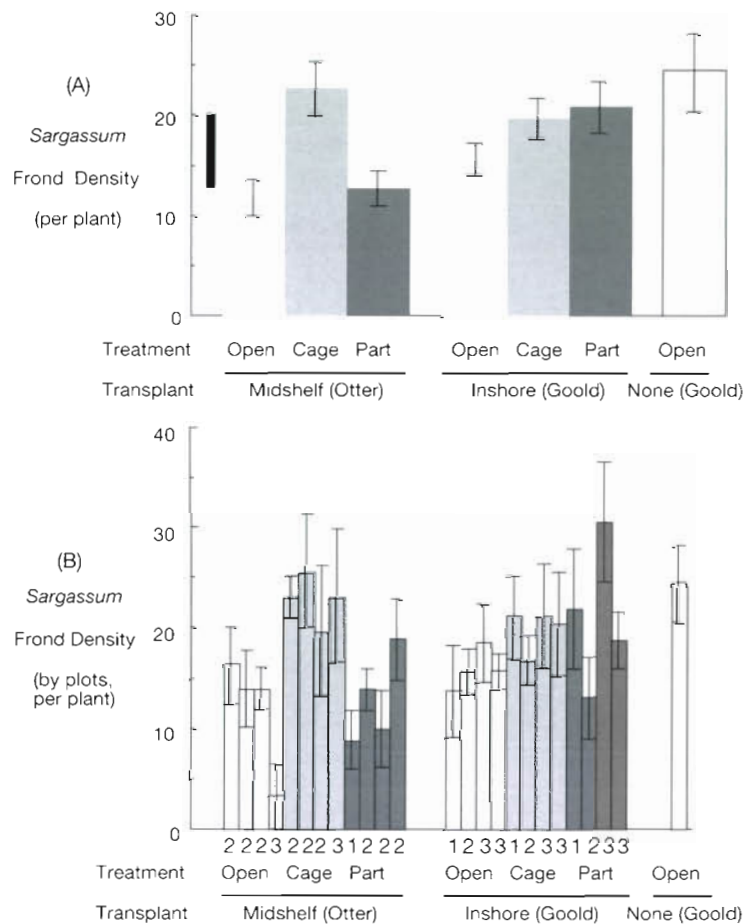 30
(A)
20
Sargassum
Frond Density
(per plant)
10
0
Treatment Open Cage Part Open Cage Part Open
Transplant Midshelf (Otter) Inshore (Goold) None (Goold)
40
30
(B)
Sargassum
20
Frond Density
(by plots,
per plant)
10
0
2 2 2 3 2 2 2 3 1 2 2 2 1 2 3 3 1 2 3 3 1 2 3 3
Treatment Open Cage Part Open Cage Part Open
Transplant Midshelf (Otter) Inshore (Goold) None (Goold)